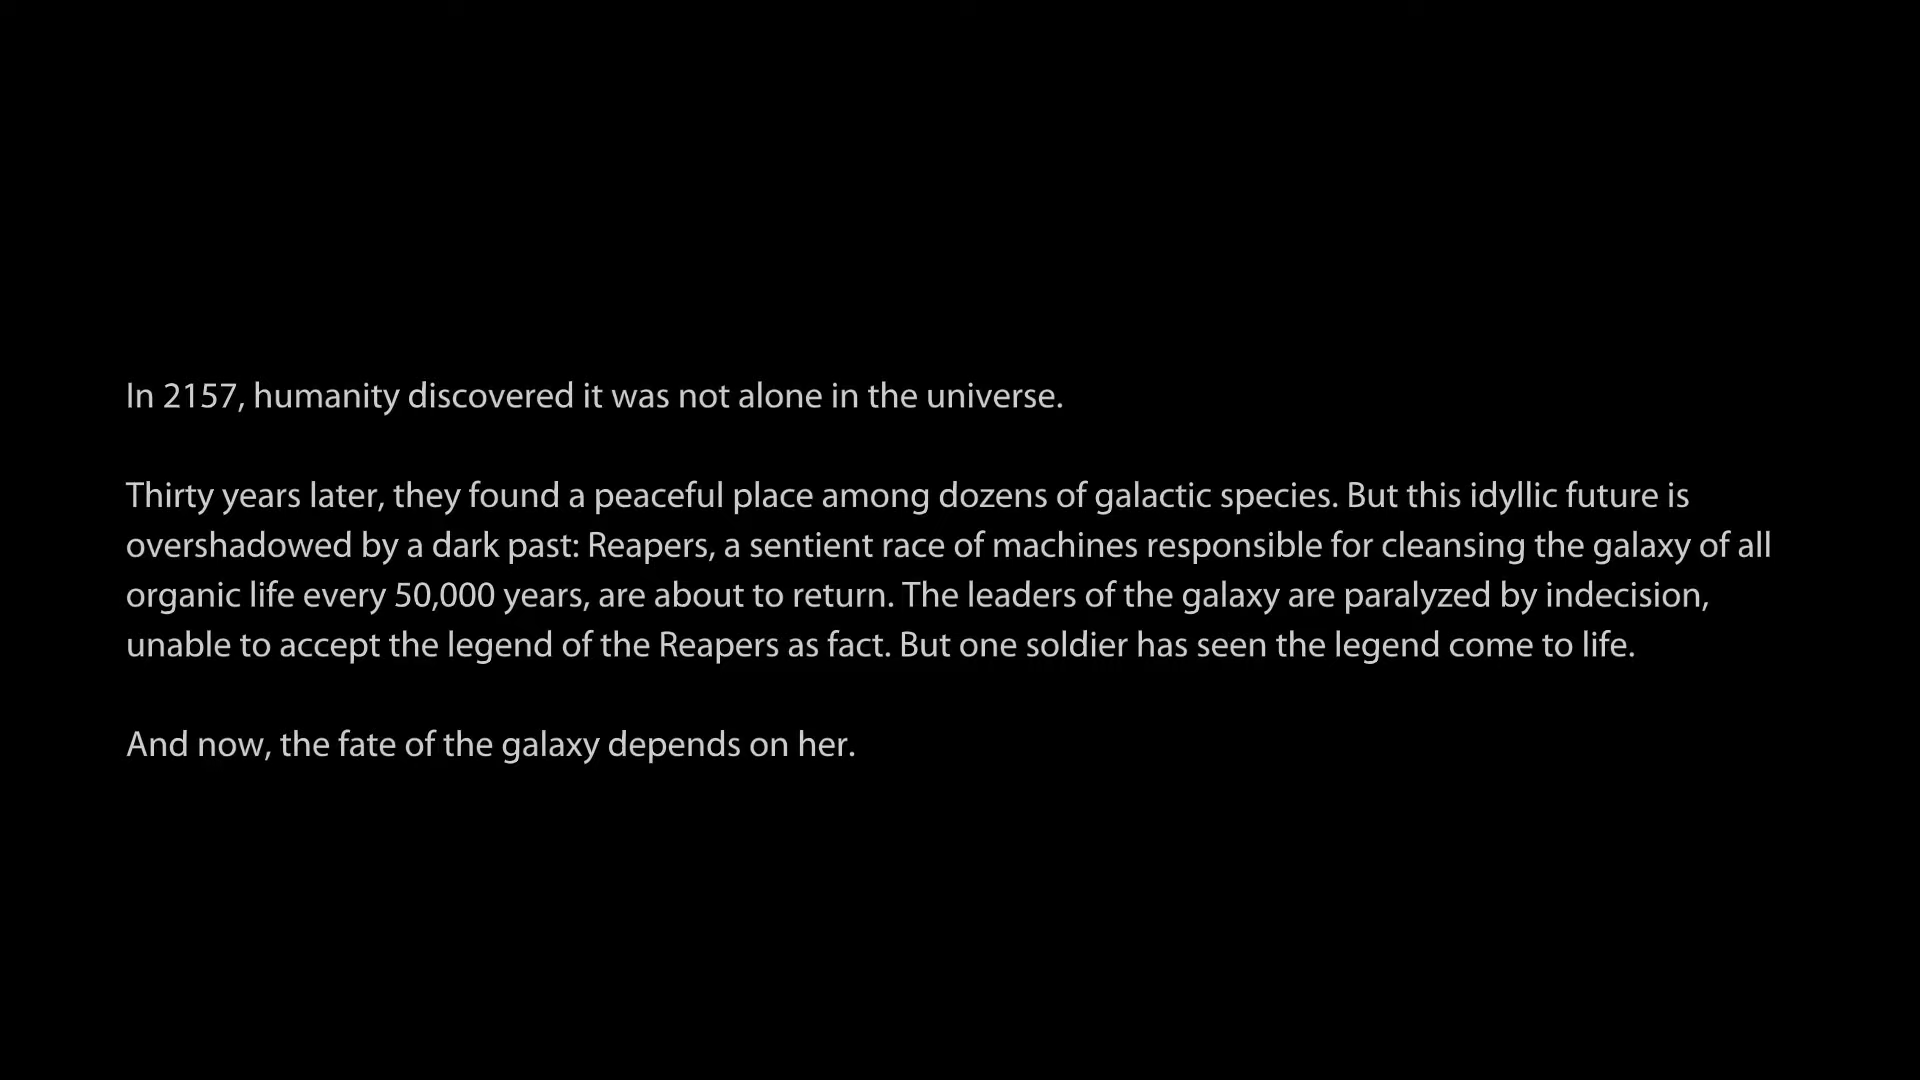 In 2157, humanity discovered it was not alone in the universe.
Thirty years later, they found a peaceful place among dozens of galactic species. But this idyllic future is
overshadowed by a dark past: Reapers, a sentient race of machines responsible for cleansing the galaxy of all
organic life every 50,000 years, are about to return. The leaders of the galaxy are paralyzed by indecision,
unable to accept the legend of the Reapers as fact. But one soldier has seen the legend come to life.
And now, the fate of the galaxy depends on her.